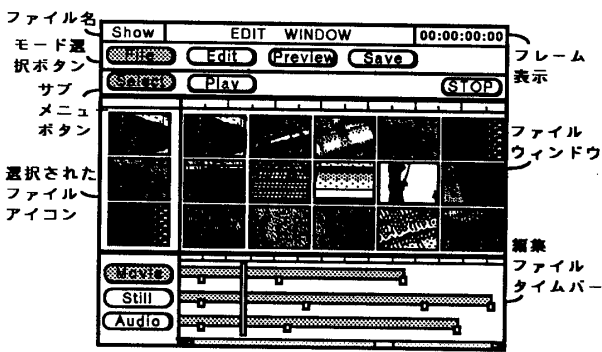 ファイル名
Show
EDIT WINDOW
00:00:00:00
モード選
択ボタン
File
Edit
Preview
Save
フレーム
表示
Select
Play
STOP
サブ
メニュ
ボタン
ファイル
ウィンドウ
選択された
ファイル
アイコン
編集
ファイル
タイムバー
Movie
Still
Audio